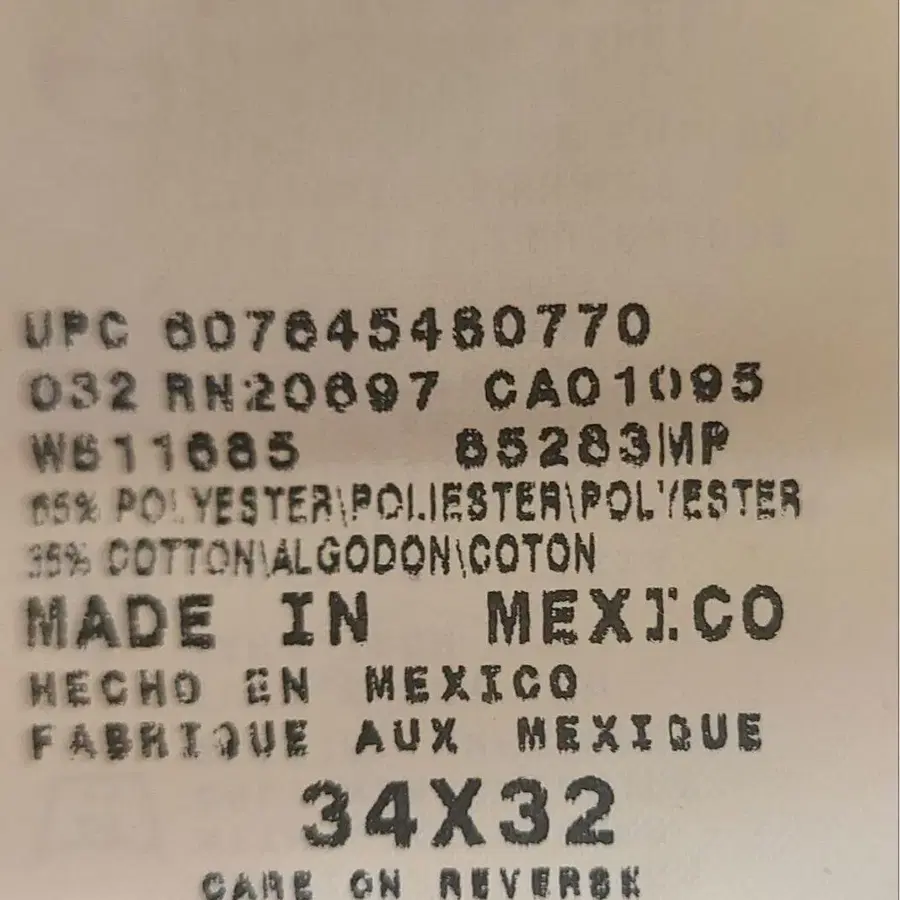 UPC 607645480770
032 RN20697 CA01095
W611685 85283MP
65% POLYESTER\POLIESTER\POLYESTER
35% COTTON\ALGODON\COTON
MADE IN MEXICO
HECHO EN MEXICO
FABRIQUE AUX MEXIQUE
34X32
CARE ON REVERSE